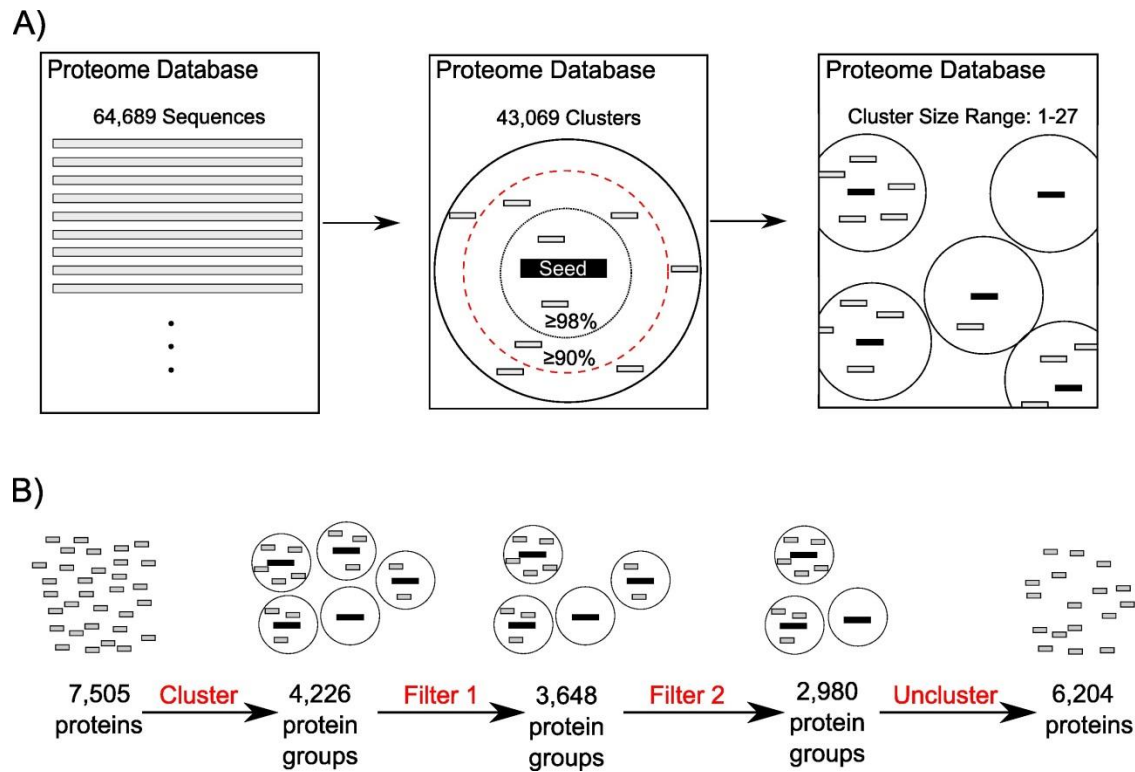 A)
Proteome Database
64,689 Sequences
Proteome Database
43,069 Clusters
Seed
≥98%
≥90%
Proteome Database
Cluster Size Range: 1-27
B)
7,505
proteins
Cluster
4,226
protein
groups
Filter 1
3,648
protein
groups
Filter 2
2,980
protein
groups
Uncluster
6,204
proteins